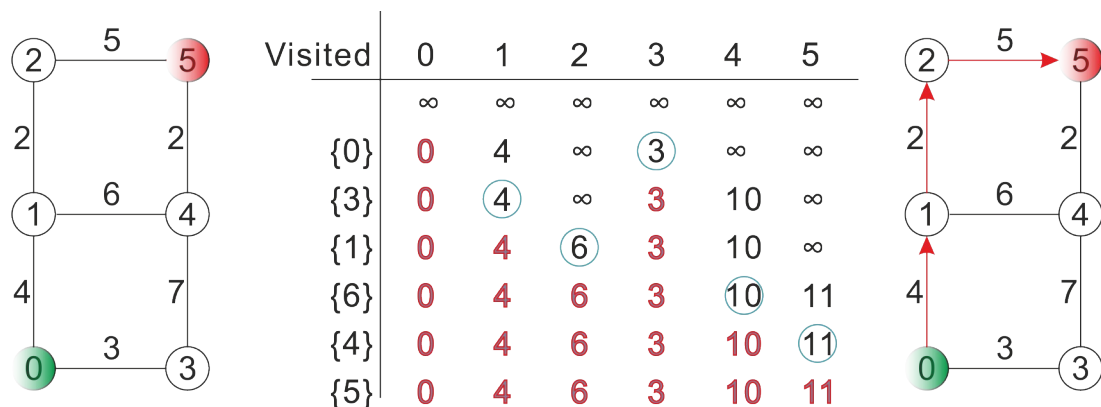 5
2 5
2 2
6
1 4
4 7
3
0 3
Visited 0 1 2 3 4 5
∞ ∞ ∞ ∞ ∞ ∞
{0} 0 4 ∞ 3 ∞ ∞
{3} 0 4 ∞ 3 10 ∞
{1} 0 4 6 3 10 ∞
{6} 0 4 6 3 10 11
{4} 0 4 6 3 10 11
{5} 0 4 6 3 10 11
5
2 5
2 2
6
1 4
4 7
3
0 3